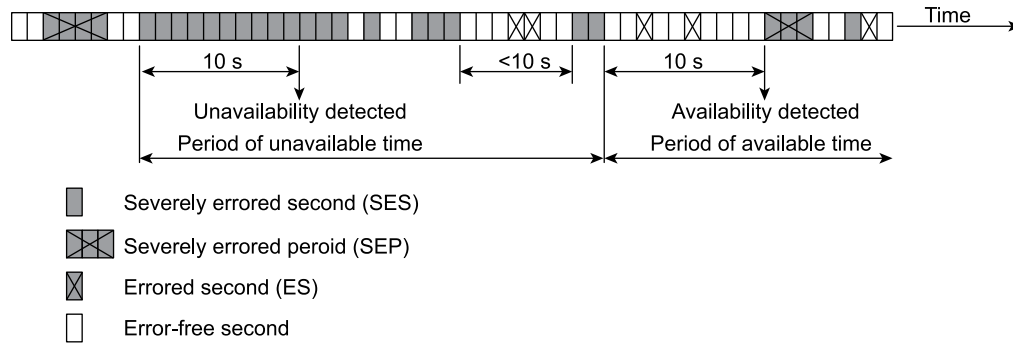 Time
10 s
<10 s
10 s
Unavailability detected
Availability detected
Period of unavailable time
Period of available time
Severely errored second (SES)
Severely errored peroid (SEP)
Errored second (ES)
Error-free second